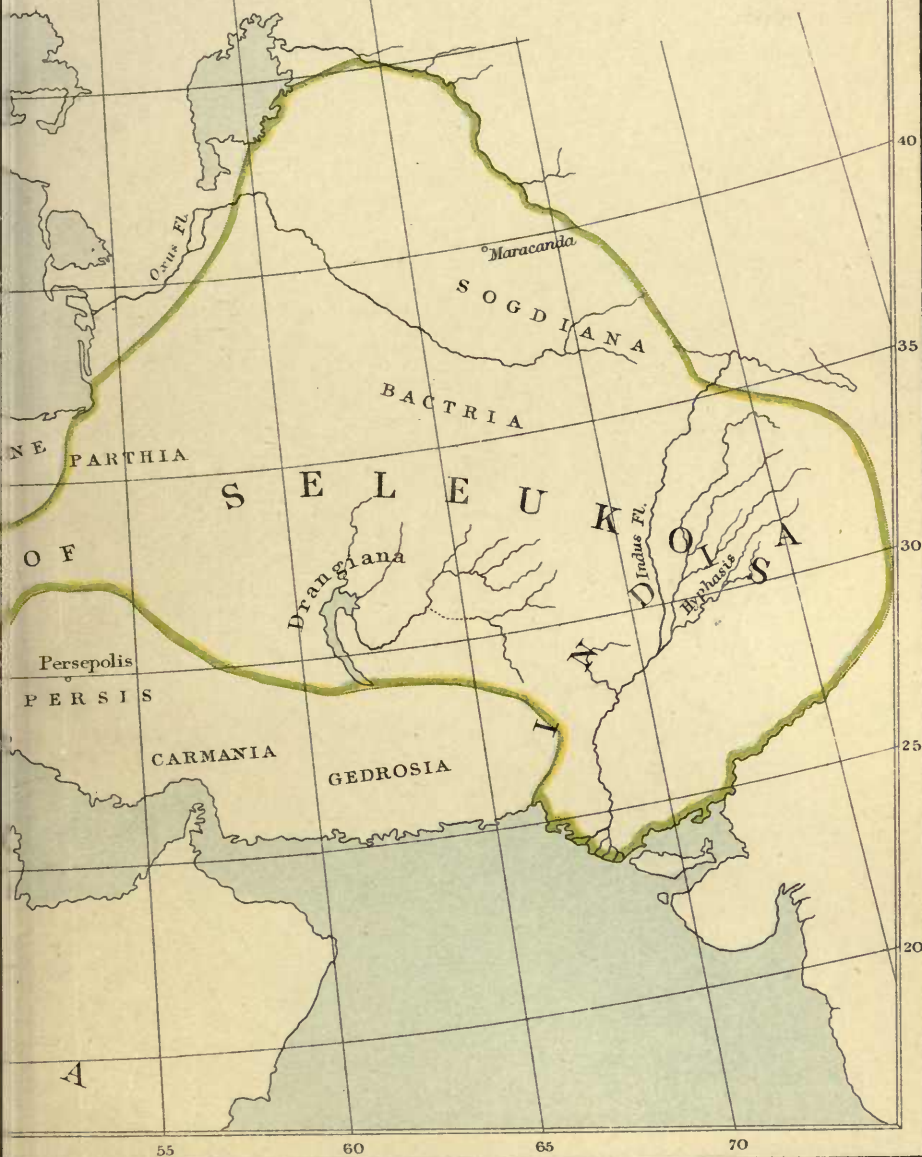 40
Oxus Fl.
Maracanda
SOGDIANA
35
BACTRIA
NE PARTHIA
SELEUKOS
OF
Drangiana
Indus Fl.
Hyphasis
30
INDIA
Persepolis
PERSIS
25
CARMANIA
GEDROSIA
20
A
55 60 65 70